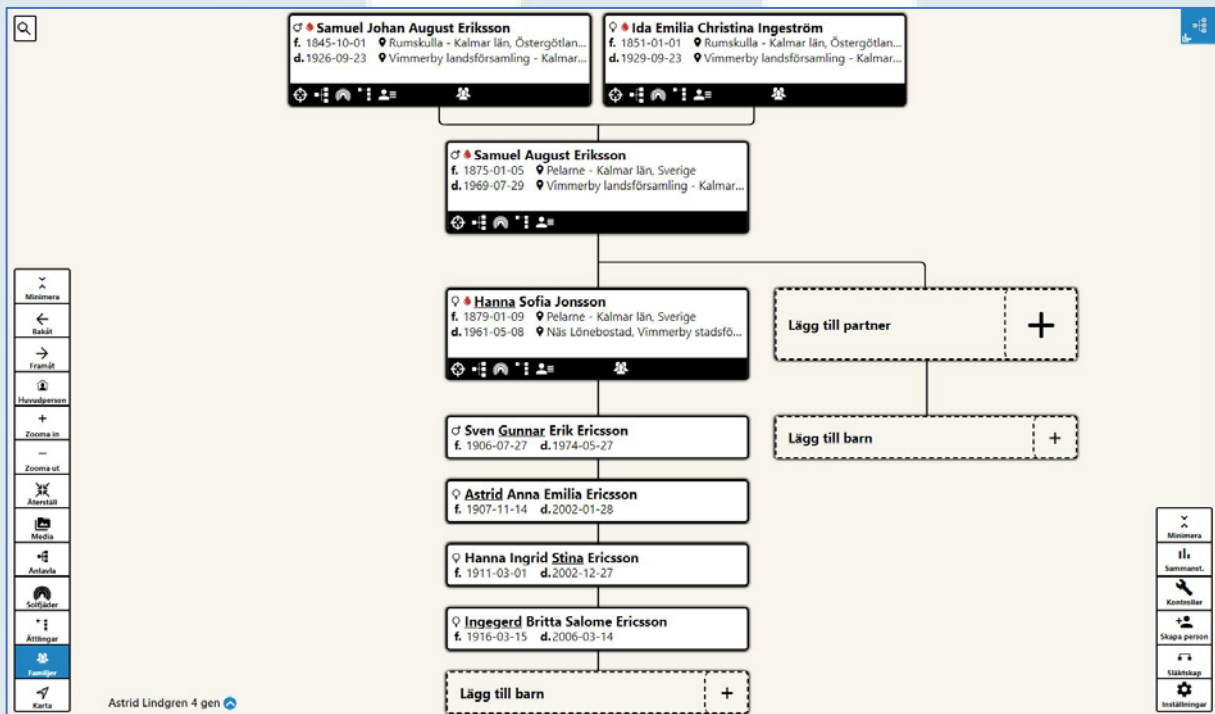 Samuel Johan August Eriksson
f. 1845-10-01 Rumskulla - Kalmar län, Östergötlan...
d. 1926-09-23 Vimmerby landsförsamling - Kalmar...
Ida Emilia Christina Ingeström
f. 1851-01-01 Rumskulla - Kalmar län, Östergötlan...
d. 1929-09-23 Vimmerby landsförsamling - Kalmar...
Samuel August Eriksson
f. 1875-01-05 Pelarne - Kalmar län, Sverige
d. 1969-07-29 Vimmerby landsförsamling - Kalmar...
Hanna Sofia Jonsson
f. 1879-01-09 Pelarne - Kalmar län, Sverige
d. 1961-05-08 Näs Lönebostad, Vimmerby stadsfö...
Lägg till partner
+
Sven Gunnar Erik Ericsson
f. 1906-07-27 d. 1974-05-27
Lägg till barn
+
Astrid Anna Emilia Ericsson
f. 1907-11-14 d. 2002-01-28
Hanna Ingrid Stina Ericsson
f. 1911-03-01 d. 2002-12-27
Ingegerd Britta Salome Ericsson
f. 1916-03-15 d. 2006-03-14
Lägg till barn
+
Minimera
Bakåt
Framåt
Huvudperson
Zooma in
Zooma ut
Återställ
Media
Antavla
Solfjäder
Ättlingar
Familjer
Karta
Astrid Lindgren 4 gen
Minimera
Sammanst.
Kontroller
Skapa person
Släktskap
Inställningar